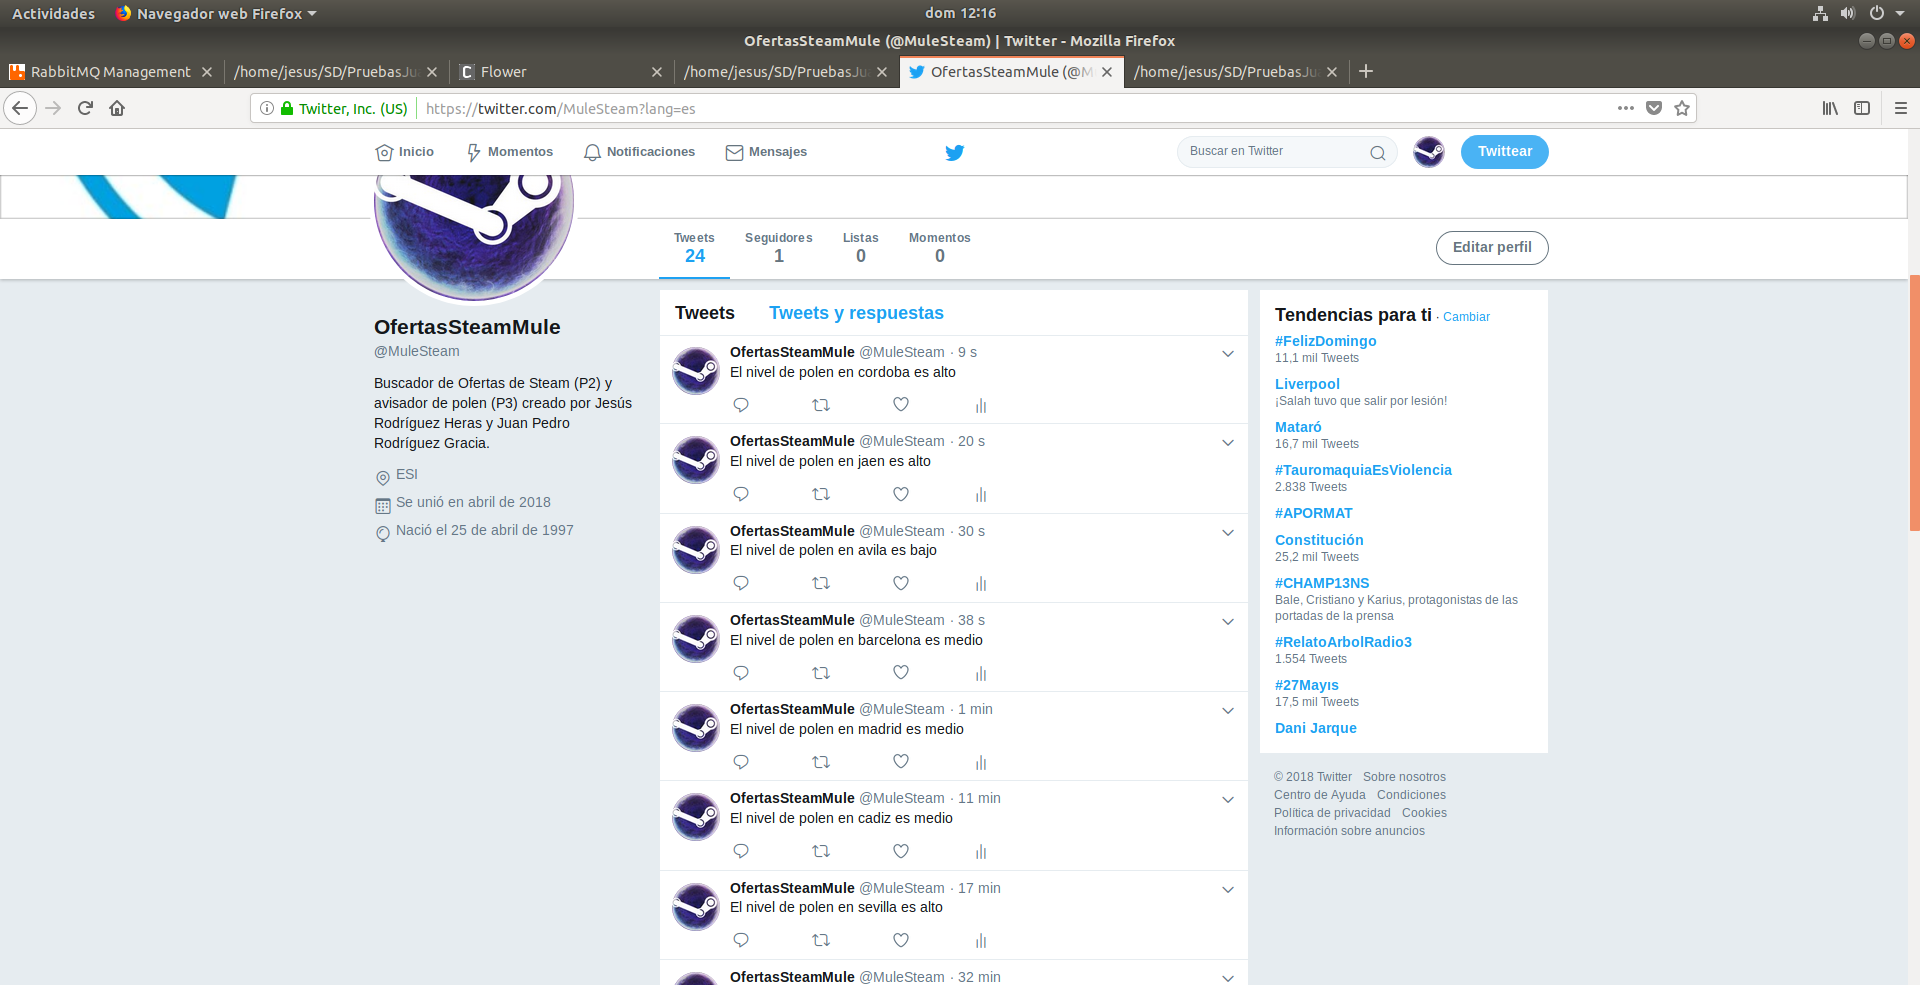 Actividades Navegador web Firefox dom 12:16
OfertasSteamMule (@MuleSteam) | Twitter - Mozilla Firefox
RabbitMQ Management /home/jesus/SD/PruebasJu Flower /home/jesus/SD/PruebasJu OfertasSteamMule (@M /home/jesus/SD/PruebasJu
Twitter, Inc. (US) https://twitter.com/MuleSteam?lang=es
Inicio Momentos Notificaciones Mensajes Buscar en Twitter Twittear
Tweets Seguidores Listas Momentos
24 1 0 0 Editar perfil
OfertasSteamMule
@MuleSteam
Buscador de Ofertas de Steam (P2) y
avisador de polen (P3) creado por Jesús
Rodríguez Heras y Juan Pedro
Rodríguez Gracia.
ESI
Se unió en abril de 2018
Nació el 25 de abril de 1997
Tweets Tweets y respuestas
OfertasSteamMule @MuleSteam · 9 s
El nivel de polen en cordoba es alto
OfertasSteamMule @MuleSteam · 20 s
El nivel de polen en jaen es alto
OfertasSteamMule @MuleSteam · 30 s
El nivel de polen en avila es bajo
OfertasSteamMule @MuleSteam · 38 s
El nivel de polen en barcelona es medio
OfertasSteamMule @MuleSteam · 1 min
El nivel de polen en madrid es medio
OfertasSteamMule @MuleSteam · 11 min
El nivel de polen en cadiz es medio
OfertasSteamMule @MuleSteam · 17 min
El nivel de polen en sevilla es alto
OfertasSteamMule @MuleSteam · 32 min
Tendencias para ti · Cambiar
#FelizDomingo
11,1 mil Tweets
Liverpool
¡Salah tuvo que salir por lesión!
Mataró
16,7 mil Tweets
#TauromaquiaEsViolencia
2.838 Tweets
#APORMAT
Constitución
25,2 mil Tweets
#CHAMP13NS
Bale, Cristiano y Karius, protagonistas de las
portadas de la prensa
#RelatoArbolRadio3
1.554 Tweets
#27Mayıs
17,5 mil Tweets
Dani Jarque
© 2018 Twitter Sobre nosotros
Centro de Ayuda Condiciones
Política de privacidad Cookies
Información sobre anuncios